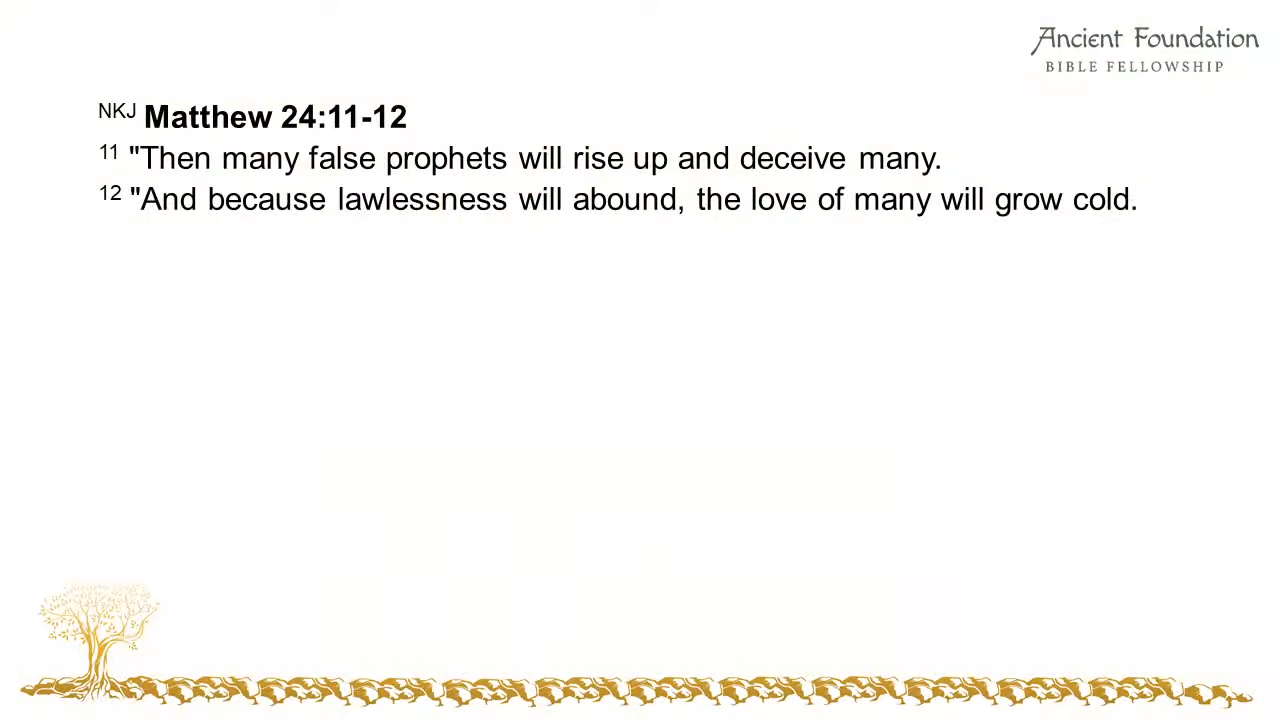 Ancient Foundation
BIBLE FELLOWSHIP
NKJ Matthew 24:11-12
11 "Then many false prophets will rise up and deceive many.
12 "And because lawlessness will abound, the love of many will grow cold.